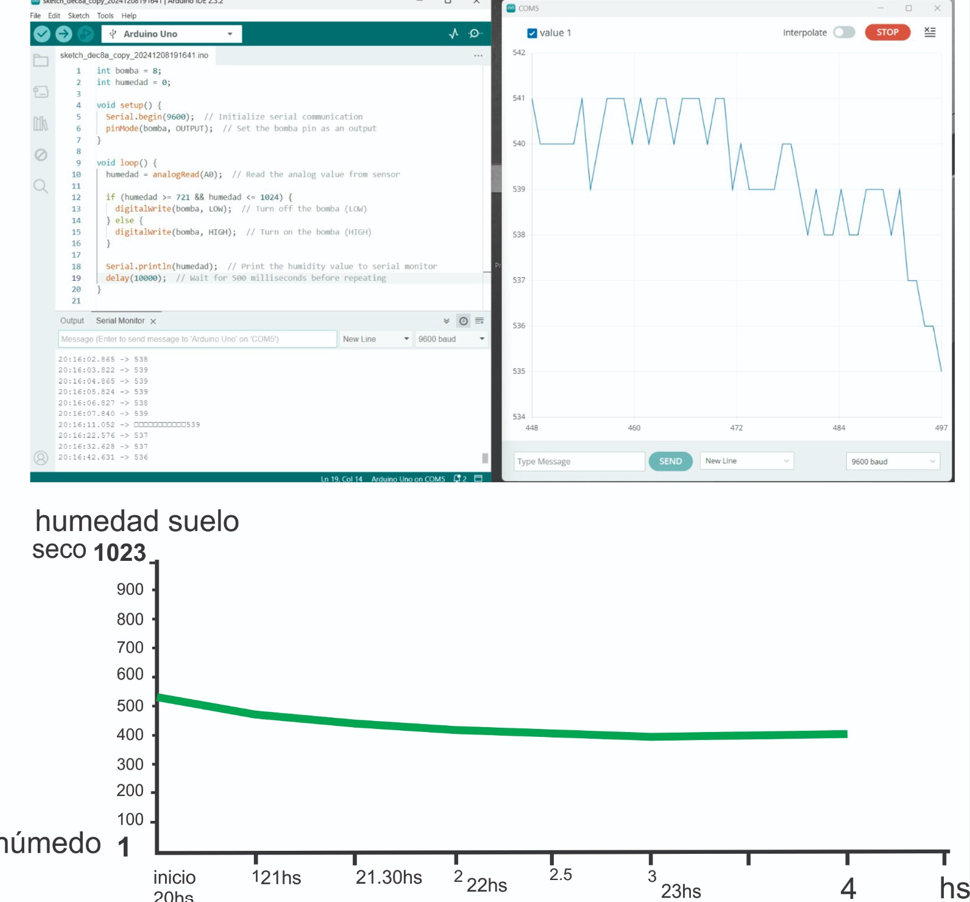 sketch_dec8a_copy_20241208191641 | Arduino IDE 2.3.2
File Edit Sketch Tools Help
Arduino Uno
sketch_dec8a_copy_20241208191641.ino
1 int bomba = 8;
2 int humedad = 0;
3
4 void setup() {
5 Serial.begin(9600); // Initialize serial communication
6 pinMode(bomba, OUTPUT); // Set the bomba pin as an output
7 }
8
9 void loop() {
10 humedad = analogRead(A0); // Read the analog value from sensor
11
12 if (humedad >= 721 && humedad <= 1024) {
13 digitalWrite(bomba, LOW); // Turn off the bomba (LOW)
14 } else {
15 digitalWrite(bomba, HIGH); // Turn on the bomba (HIGH)
16 }
17
18 Serial.println(humedad); // Print the humidity value to serial monitor
19 delay(10000); // Wait for 500 milliseconds before repeating
20 }
21
Output Serial Monitor
Message (Enter to send message to 'Arduino Uno' on 'COM5') New Line 9600 baud
20:16:02.865 -> 538
20:16:03.822 -> 539
20:16:04.865 -> 539
20:16:05.824 -> 539
20:16:06.827 -> 538
20:16:07.840 -> 539
20:16:11.052 -> □□□□□□□□□□□539
20:16:22.576 -> 537
20:16:32.628 -> 537
20:16:42.631 -> 536
Ln 19, Col 14 Arduino Uno on COM5 2
COM5
value 1 Interpolate STOP
542
541
540
539
538
537
536
535
534
448 460 472 484 497
Type Message SEND New Line 9600 baud
humedad suelo
seco 1023
900
800
700
600
500
400
300
200
100
húmedo 1
inicio 121hs 21.30hs 2 22hs 2.5 3 23hs 4 hs
20hs